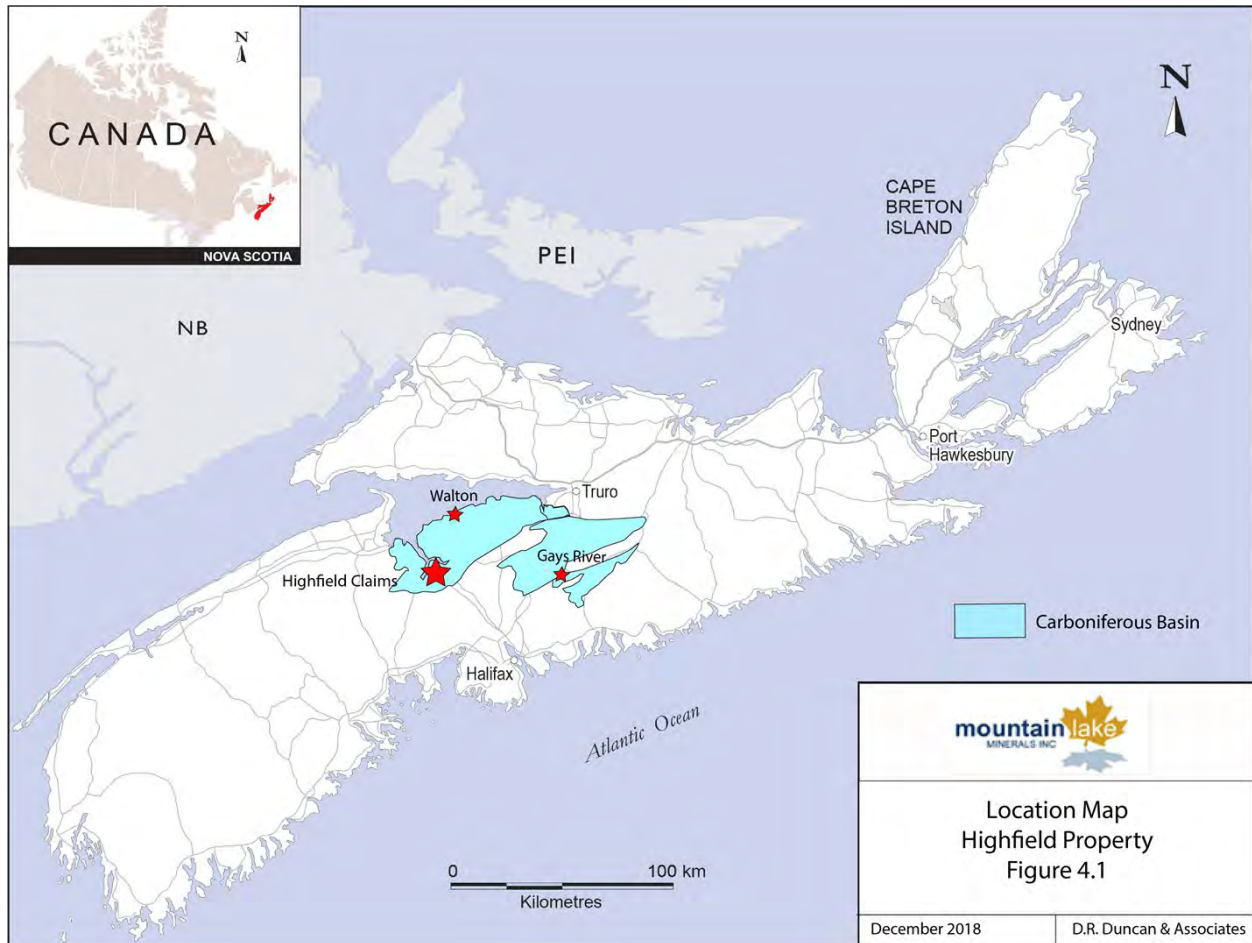 N
CANADA
NOVA SCOTIA
N
CAPE
BRETON
ISLAND
PEI
NB
Sydney
Port
Hawkesbury
Truro
Walton
Gays River
Highfield Claims
Carboniferous Basin
Halifax
Atlantic Ocean
mountain lake
MINERALS INC
Location Map
Highfield Property
Figure 4.1
0 100 km
Kilometres
December 2018
D.R. Duncan & Associates